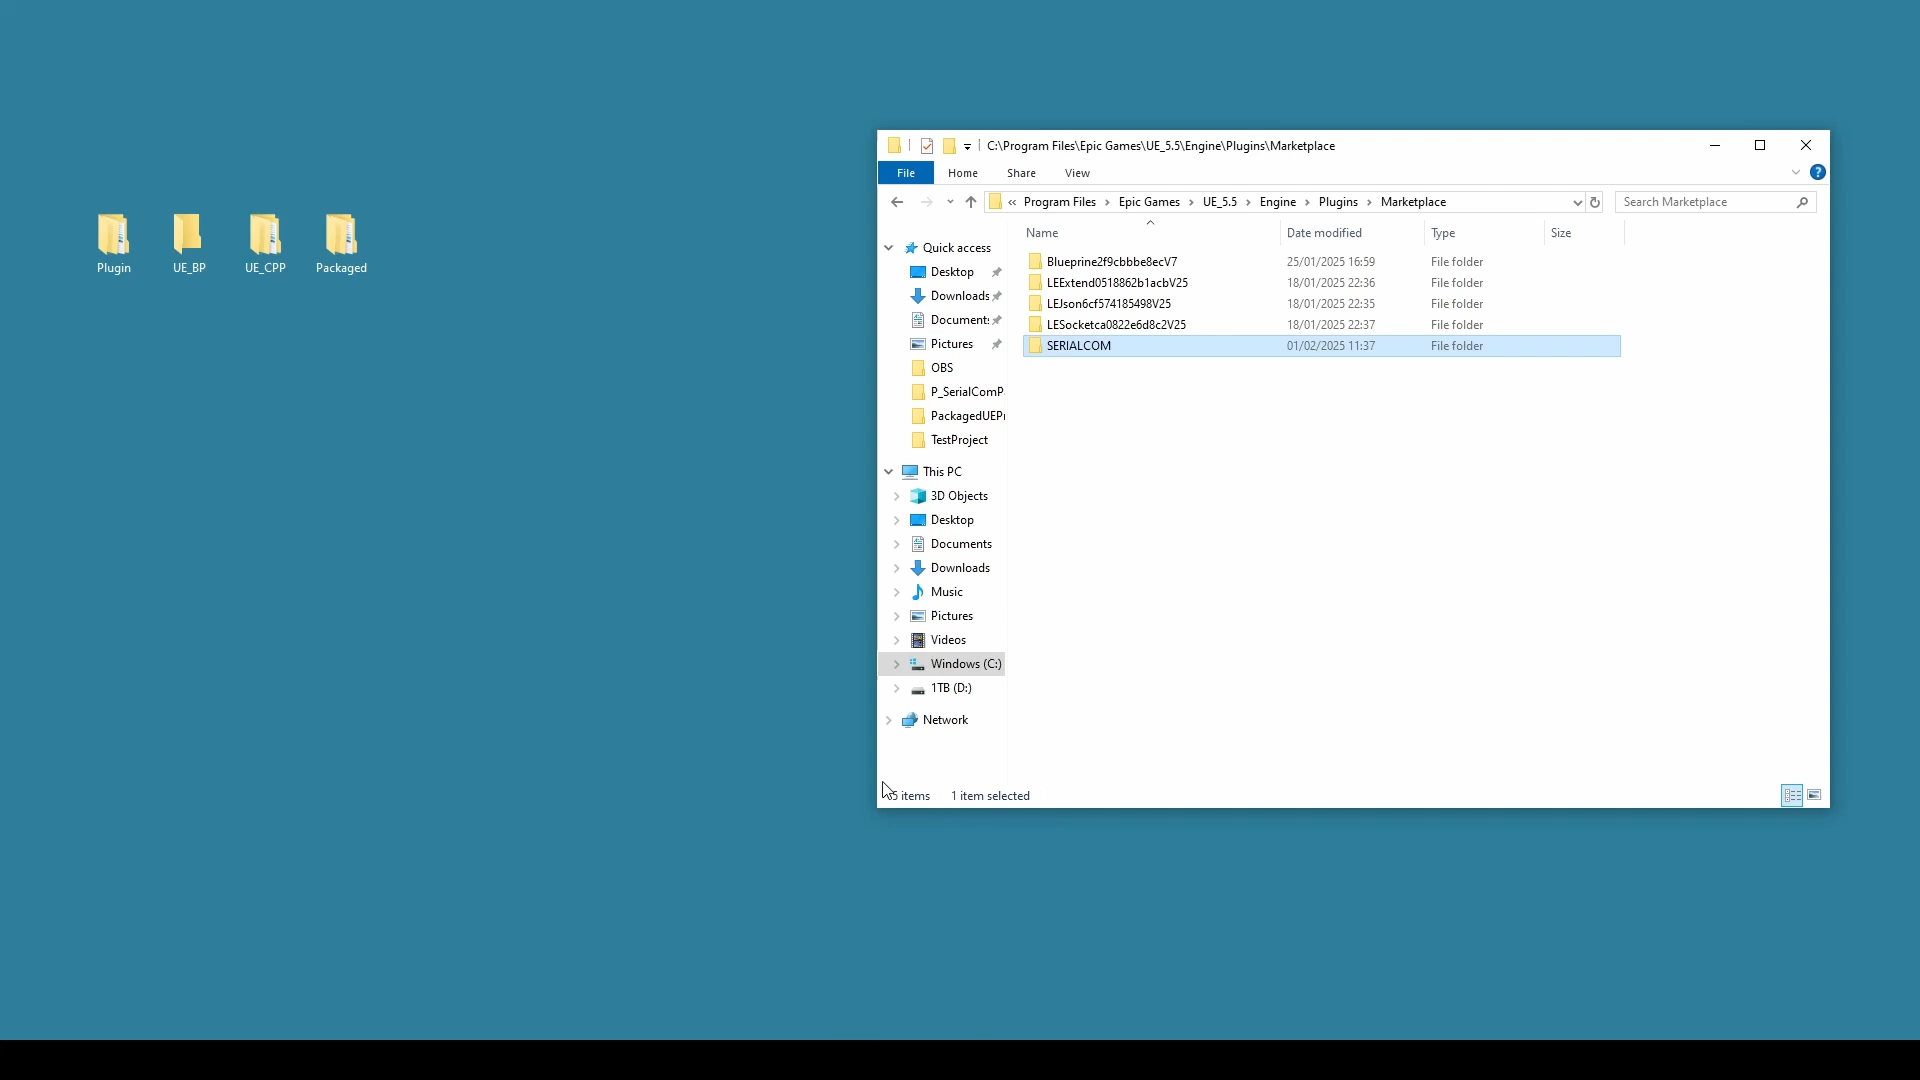 C:\Program Files\Epic Games\UE_5.5\Engine\Plugins\Marketplace
File Home Share View
« Program Files › Epic Games › UE_5.5 › Engine › Plugins › Marketplace
Search Marketplace
Plugin UE_BP UE_CPP Packaged
Name Date modified Type Size
Blueprine2f9cbbbe8ecV7 25/01/2025 16:59 File folder
LEExtend0518862b1acbV25 18/01/2025 22:36 File folder
LEJson6cf574185498V25 18/01/2025 22:35 File folder
LESocketca0822e6d8c2V25 18/01/2025 22:37 File folder
SERIALCOM 01/02/2025 11:37 File folder
Quick access
Desktop
Downloads
Document:
Pictures
OBS
P_SerialComP
PackagedUEPr
TestProject
This PC
3D Objects
Desktop
Documents
Downloads
Music
Pictures
Videos
Windows (C:)
1TB (D:)
Network
5 items 1 item selected